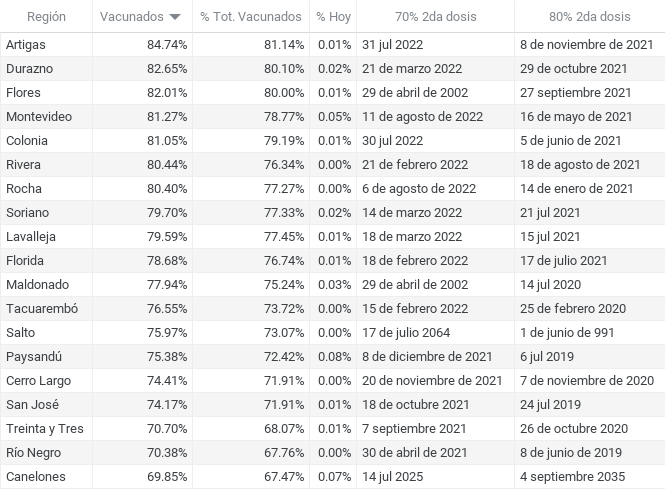 Región Vacunados % Tot. Vacunados % Hoy 70% 2da dosis 80% 2da dosis
Artigas 84.74% 81.14% 0.01% 31 jul 2022 8 de noviembre de 2021
Durazno 82.65% 80.10% 0.02% 21 de marzo 2022 29 de octubre 2021
Flores 82.01% 80.00% 0.01% 29 de abril de 2002 27 septiembre 2021
Montevideo 81.27% 78.77% 0.05% 11 de agosto de 2022 16 de mayo de 2021
Colonia 81.05% 79.19% 0.01% 30 jul 2022 5 de junio de 2021
Rivera 80.44% 76.34% 0.00% 21 de febrero 2022 18 de agosto de 2021
Rocha 80.40% 77.27% 0.00% 6 de agosto de 2022 14 de enero de 2021
Soriano 79.70% 77.33% 0.02% 14 de marzo 2022 21 jul 2021
Lavalleja 79.59% 77.45% 0.01% 18 de marzo 2022 15 jul 2021
Florida 78.68% 76.74% 0.01% 18 de febrero 2022 17 de julio 2021
Maldonado 77.94% 75.24% 0.03% 29 de abril de 2002 14 jul 2020
Tacuarembó 76.55% 73.72% 0.00% 15 de febrero 2022 25 de febrero 2020
Salto 75.97% 73.07% 0.00% 17 de julio 2064 1 de junio de 991
Paysandú 75.38% 72.42% 0.08% 8 de diciembre de 2021 6 jul 2019
Cerro Largo 74.41% 71.91% 0.00% 20 de noviembre de 2021 7 de noviembre de 2020
San José 74.17% 71.91% 0.01% 18 de octubre 2021 24 jul 2019
Treinta y Tres 70.70% 68.07% 0.01% 7 septiembre 2021 26 de octubre 2020
Río Negro 70.38% 67.76% 0.00% 30 de abril de 2021 8 de junio de 2019
Canelones 69.85% 67.47% 0.07% 14 jul 2025 4 septiembre 2035